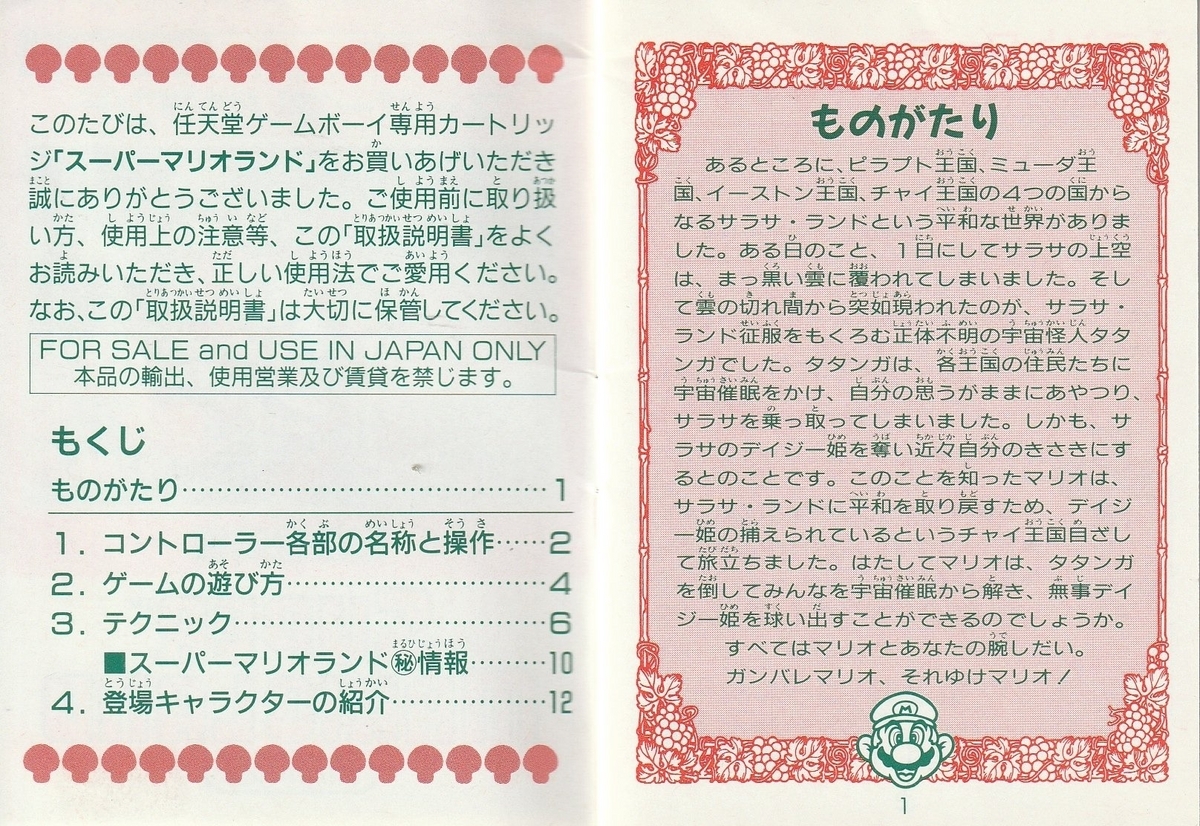 このたびは、任天堂ゲームボーイ専用カートリッ
ジ「スーパーマリオランド」をお買いあげいただき
誠にありがとうございました。ご使用前に取り扱
い方、使用上の注意等、この「取扱説明書」をよく
お読みいただき、正しい使用法でご愛用ください。
なお、この「取扱説明書」は大切に保管してください。
FOR SALE and USE IN JAPAN ONLY
本品の輸出、使用営業及び賃貸を禁じます。
もくじ
ものがたり……………………………1
1. コントローラー各部の名称と操作……2
2. ゲームの遊び方……………………4
3. テクニック…………………………6
■スーパーマリオランド㊙情報………10
4. 登場キャラクターの紹介……………12
ものがたり
あるところに、ピラプト王国、ミューダ王
国、イーストン王国、チャイ王国の4つの国から
なるサラサ・ランドという平和な世界がありま
した。ある日のこと、1日にしてサラサの上空
は、まっ黒い雲に覆われてしまいました。そし
て雲の切れ間から突如現われたのが、サラサ・
ランド征服をもくろむ正体不明の宇宙怪人タタ
ンガでした。タタンガは、各王国の住民たちに
宇宙催眠をかけ、自分の思うがままにあやつり、
サラサを乗っ取ってしまいました。しかも、サ
ラサのデイジー姫を奪い近々自分のきさきにす
るとのことです。このことを知ったマリオは、
サラサ・ランドに平和を取り戻すため、デイジ
ー姫の捕えられているというチャイ王国目ざし
て旅立ちました。はたしてマリオは、タタンガ
を倒してみんなを宇宙催眠から解き、無事デイ
ジー姫を球い出すことができるのでしょうか。
すべてはマリオとあなたの腕しだい。
ガンバレマリオ、それゆけマリオ!
M
1